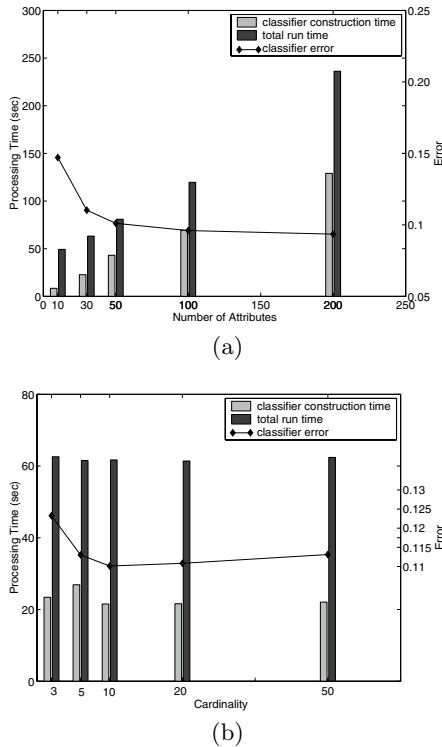 300
250
200
150
100
50
0
Processing Time (sec)
classifier construction time
total run time
classifier error
0.25
0.20
0.15
0.1
0.05
Error
0 10 30 50 100 150 200 250
Number of Attributes
(a)
80
60
40
20
0
Processing Time (sec)
classifier construction time
total run time
classifier error
0.13
0.125
0.12
0.115
0.11
Error
3 5 10 20 50
Cardinality
(b)